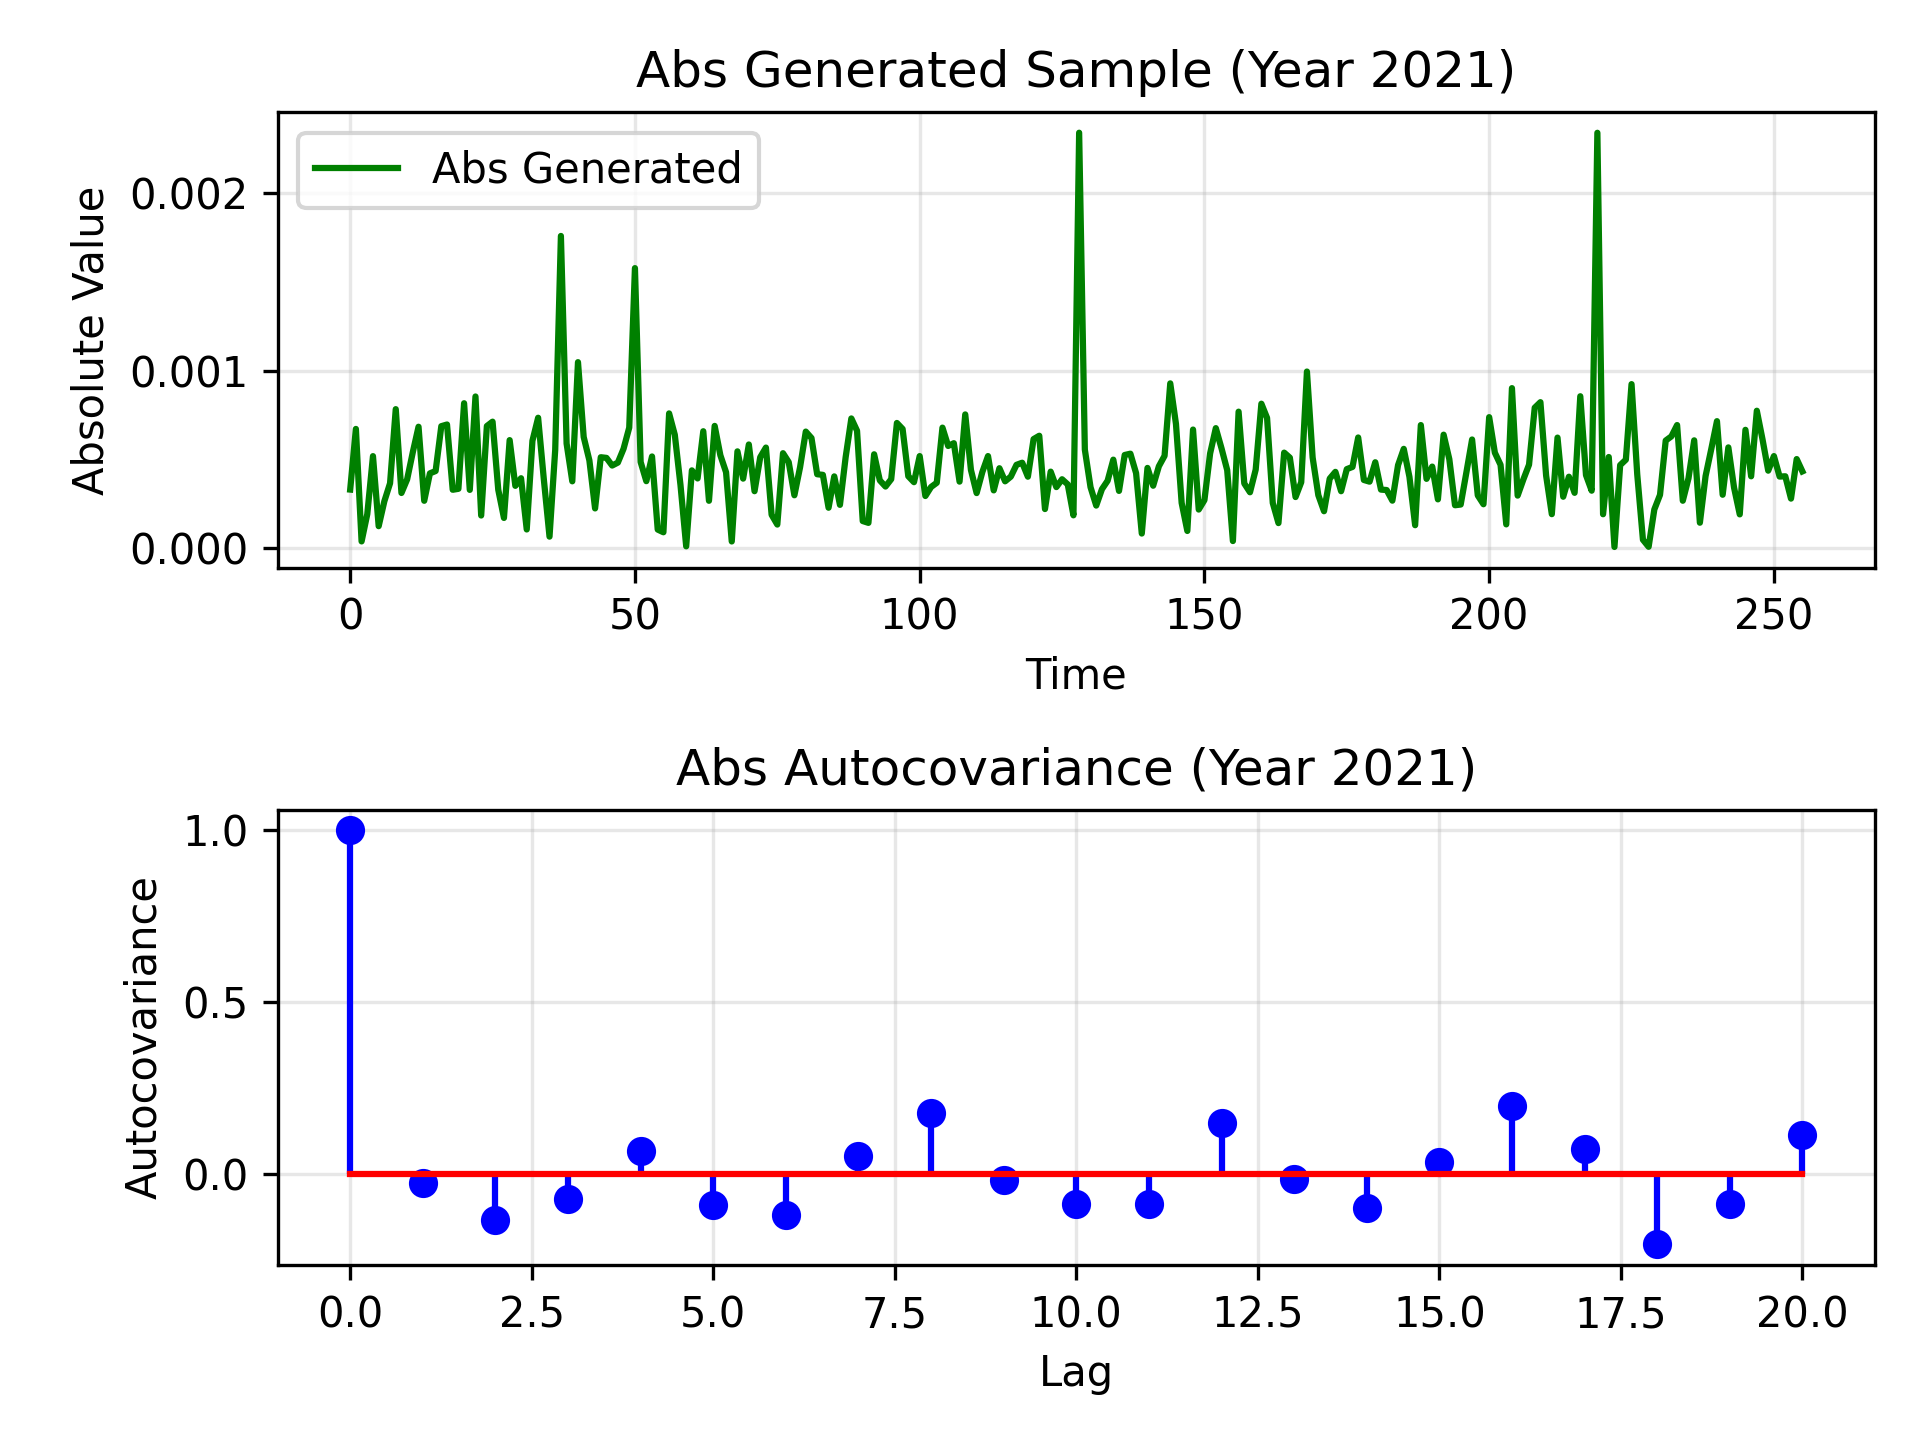 Abs Generated Sample (Year 2021)
Abs Generated
Absolute Value
0.002
0.001
0.000
0 50 100 150 200 250
Time
Abs Autocovariance (Year 2021)
Autocovariance
1.0
0.5
0.0
0.0 2.5 5.0 7.5 10.0 12.5 15.0 17.5 20.0
Lag